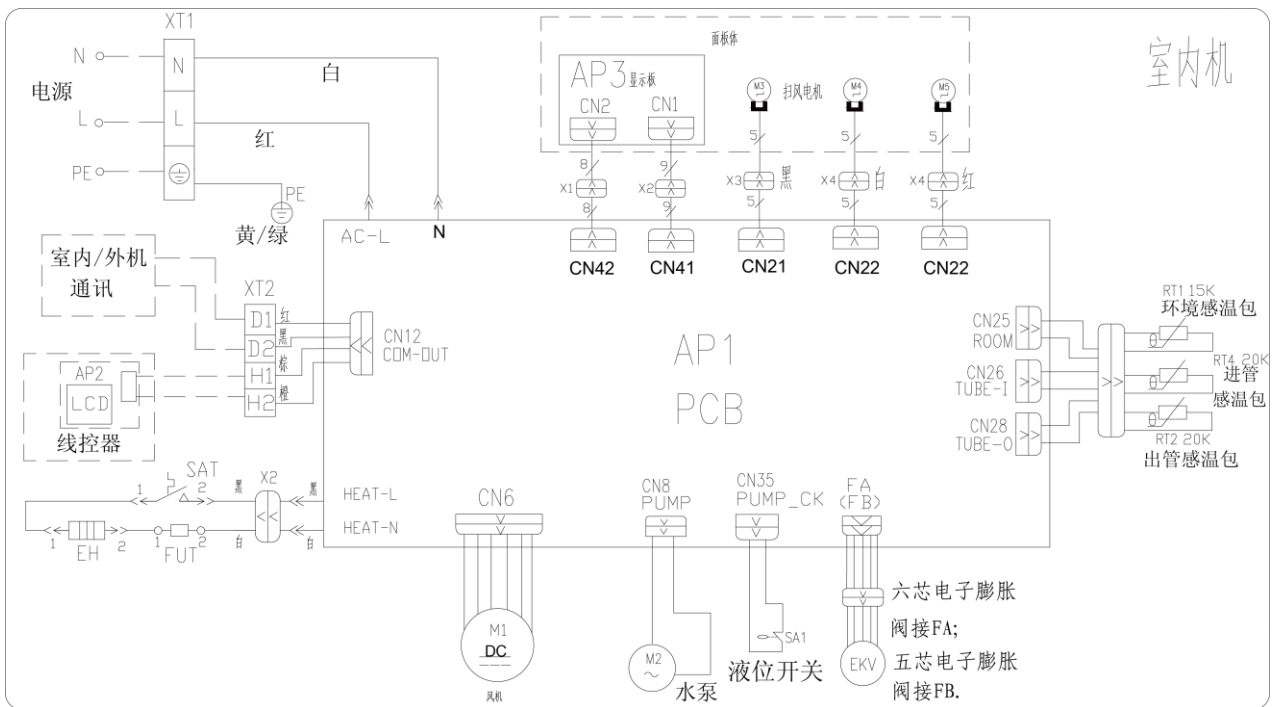 室内机
XT1
N
L
电源
N
L
PE
白
红
PE
黄/绿
面板体
AP3显示板
CN2
CN1
M3
扫风电机
M4
M5
8
9
5
5
5
X1
X2
X3
黑
X4
白
X4
红
8
9
5
5
5
CN42
CN41
CN21
CN22
CN22
AC-L
N
室内/外机
通讯
XT2
D1
红
D2
黑
H1
棕
H2
橙
CN12
COM-OUT
AP2
LCD
线控器
AP1
PCB
CN25
ROOM
CN26
TUBE-I
CN28
TUBE-O
RT1 15K
环境感温包
θ
RT4 20K
进管
感温包
θ
θ
RT2 20K
出管感温包
SAT
1
2
黑
X2
黑
HEAT-L
HEAT-N
白
白
1
EH
2
1
FUT
2
CN6
M1
DC
风机
CN8
PUMP
M2
~
水泵
CN35
PUMP_CK
SA1
液位开关
FA
(FB)
EKV
六芯电子膨胀
阀接FA;
五芯电子膨胀
阀接FB.